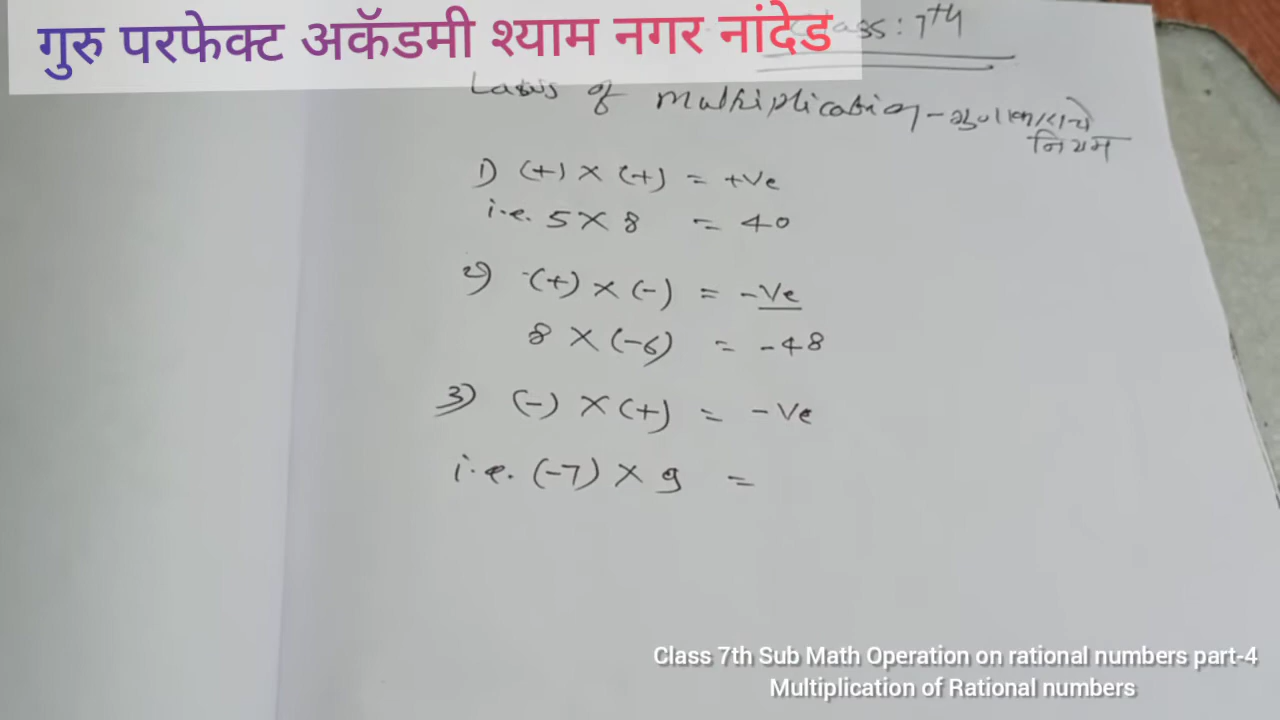 गुरु परफेक्ट अकॅडमी श्याम नगर नांदेड
Class: 7th
Laws of multiplication - गुणाकाराचे
नियम
1) (+) × (+) = +ve
i.e. 5 × 8 = 40
2) (+) × (-) = -ve
8 × (-6) = -48
3) (-) × (+) = -ve
i.e. (-7) × 9 =
Class 7th Sub Math Operation on rational numbers part-4
Multiplication of Rational numbers